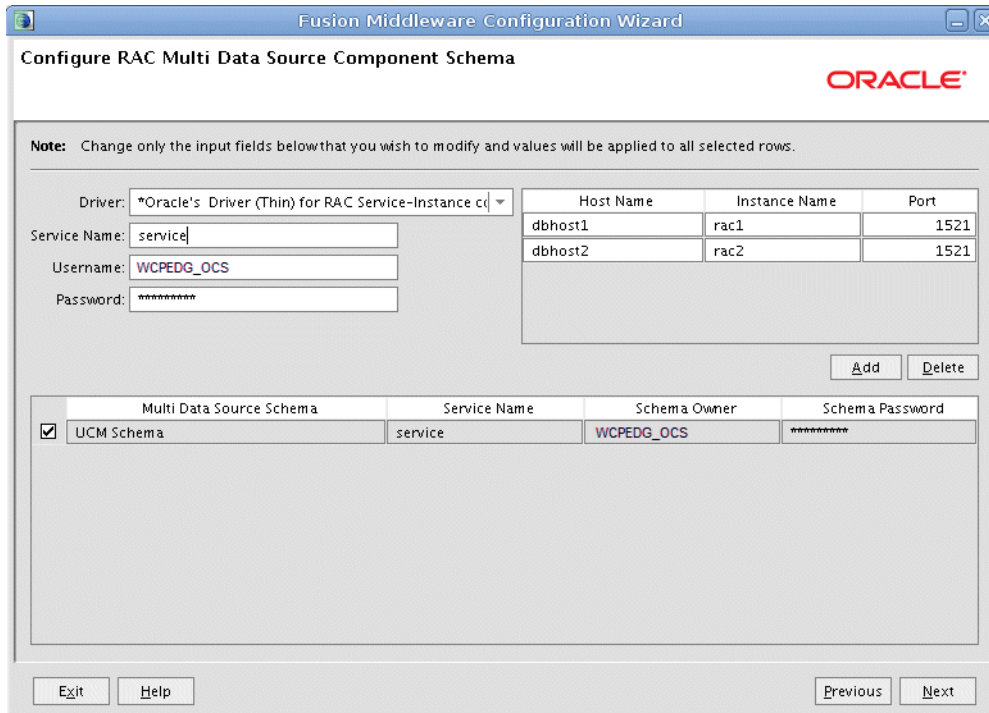 Fusion Middleware Configuration Wizard
Configure RAC Multi Data Source Component Schema
ORACLE
Note: Change only the input fields below that you wish to modify and values will be applied to all selected rows.
Driver: *Oracle's Driver (Thin) for RAC Service-Instance c
Service Name: service
Username: WCPEDG_OCS
Password: *********
Host Name Instance Name Port
dbhost1 rac1 1521
dbhost2 rac2 1521
Add Delete
Multi Data Source Schema Service Name Schema Owner Schema Password
UCM Schema service WCPEDG_OCS *********
Exit Help Previous Next